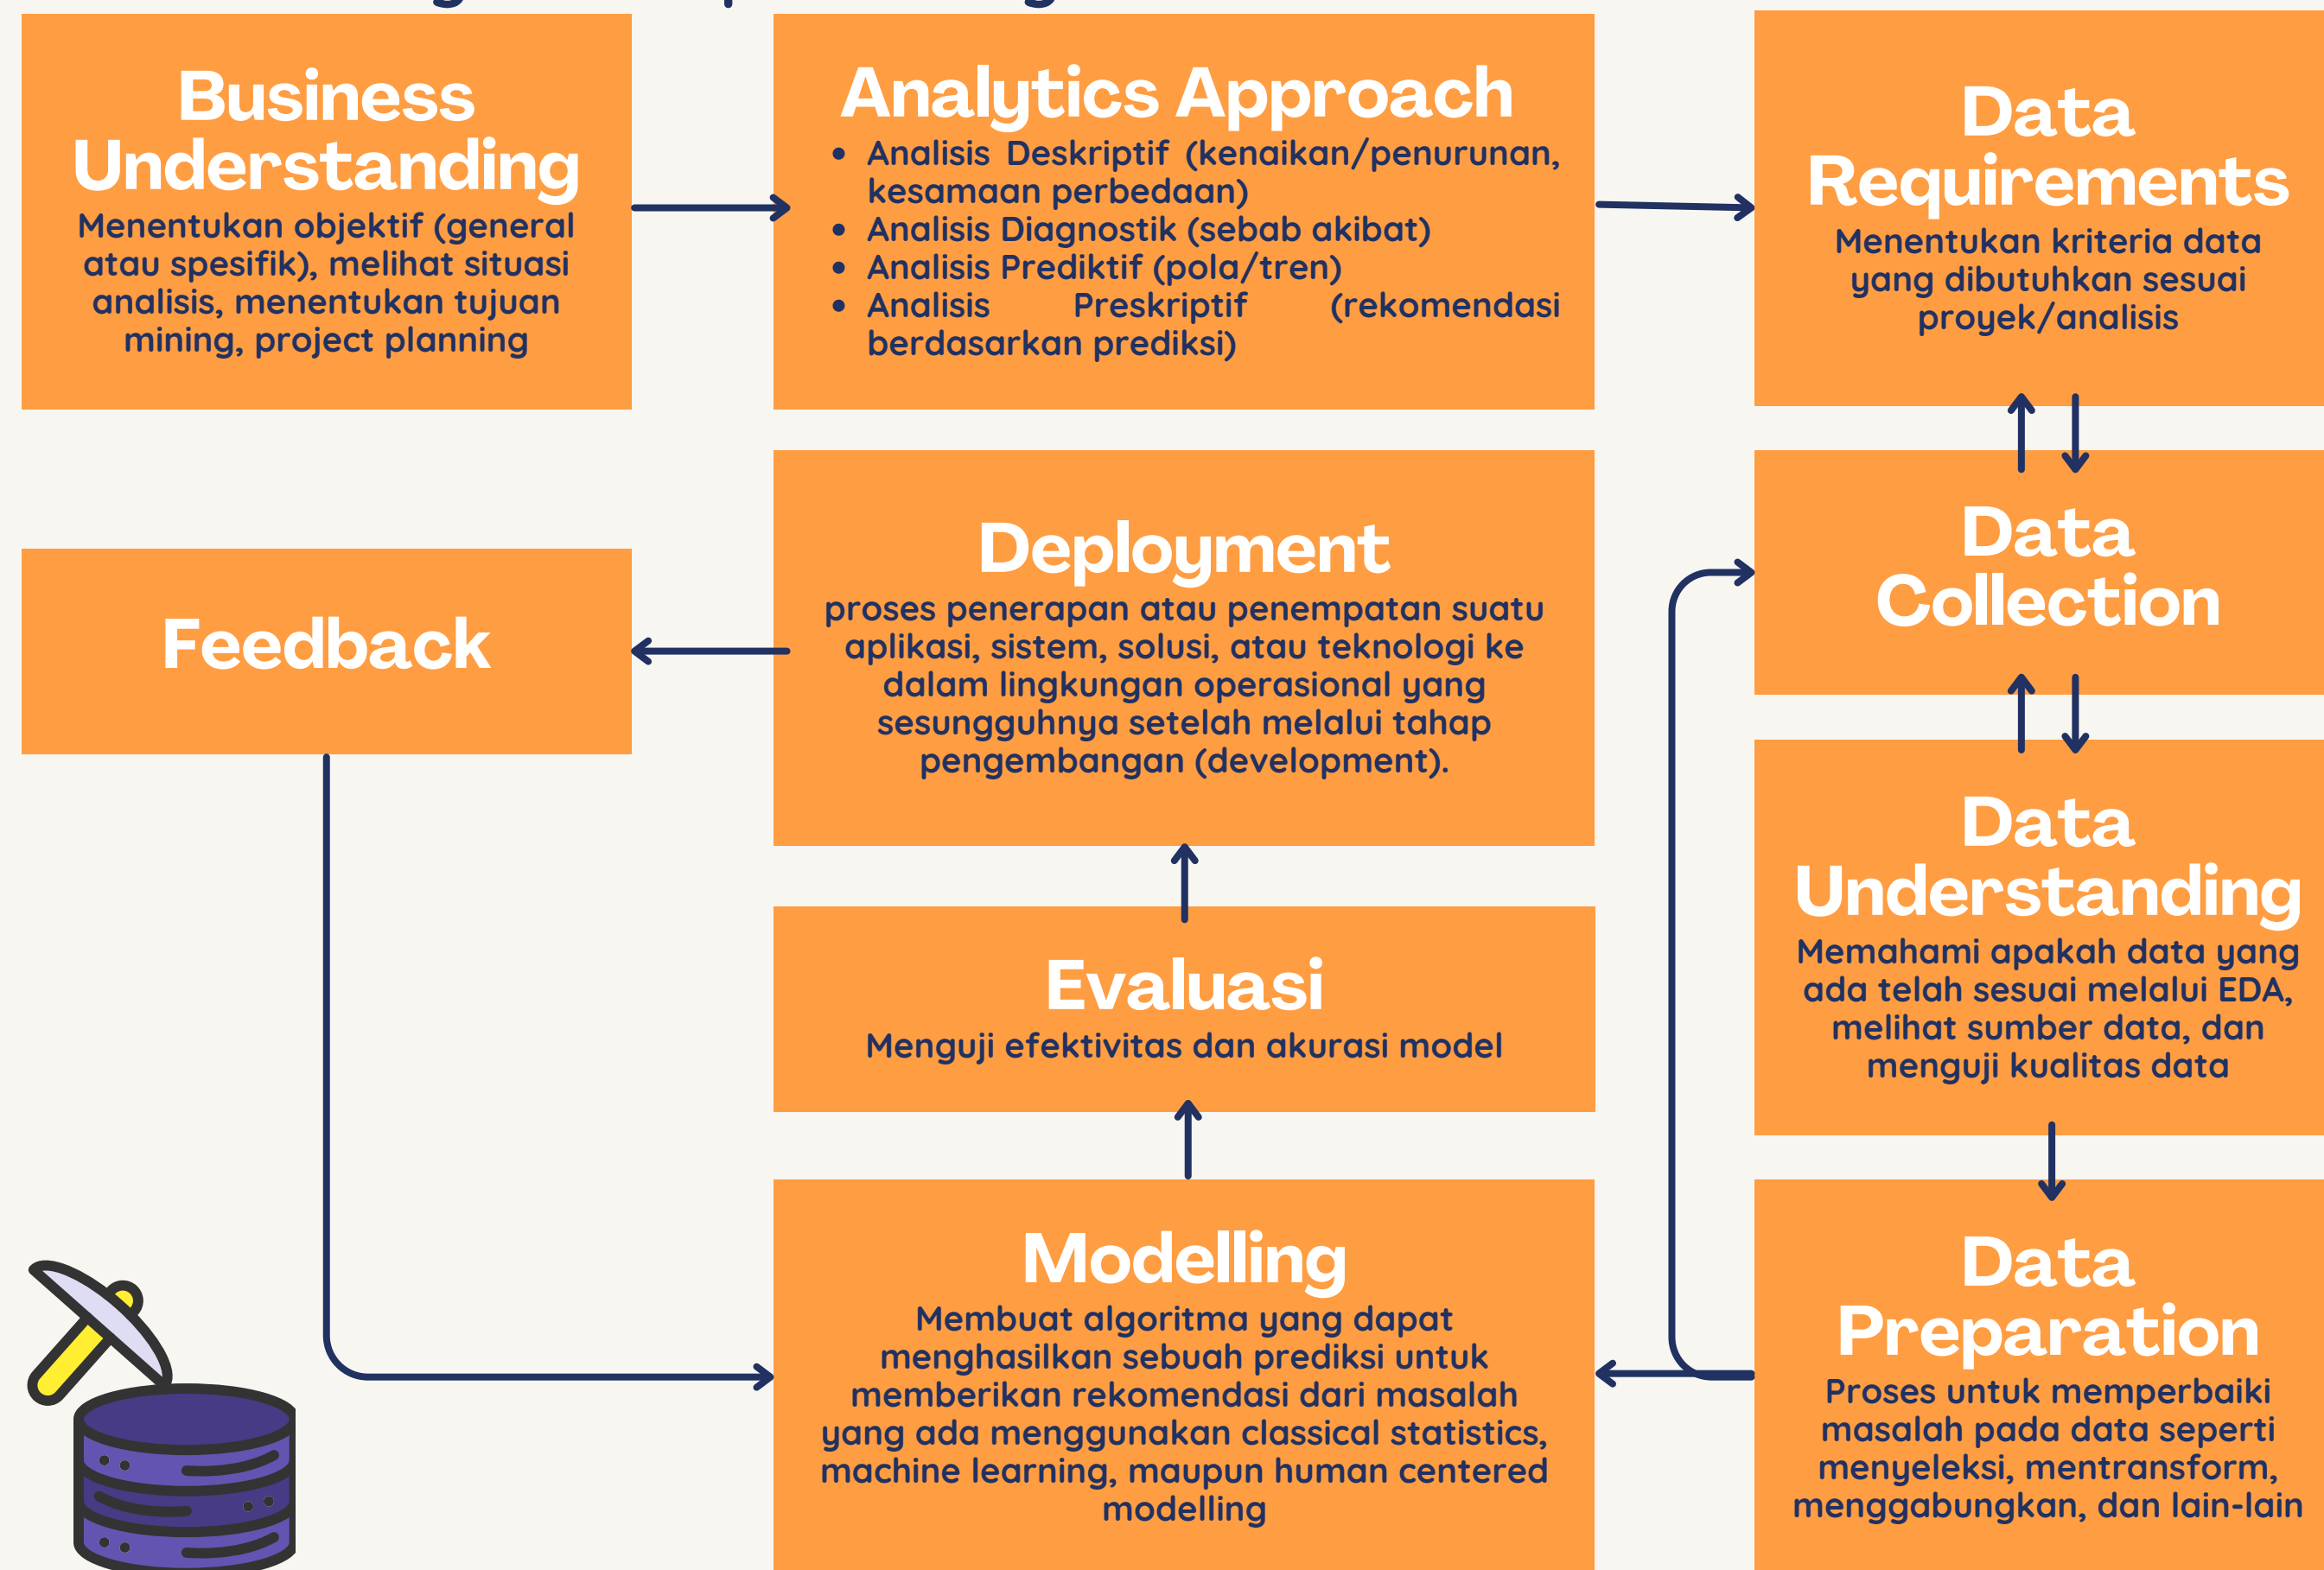 Business
Understanding
Menentukan objektif (general
atau spesifik), melihat situasi
analisis, menentukan tujuan
mining, project planning
Analytics Approach
• Analisis Deskriptif (kenaikan/penurunan,
kesamaan perbedaan)
• Analisis Diagnostik (sebab akibat)
• Analisis Prediktif (pola/tren)
• Analisis Preskriptif (rekomendasi
berdasarkan prediksi)
Data
Requirements
Menentukan kriteria data
yang dibutuhkan sesuai
proyek/analisis
Data
Collection
Data
Understanding
Memahami apakah data yang
ada telah sesuai melalui EDA,
melihat sumber data, dan
menguji kualitas data
Data
Preparation
Proses untuk memperbaiki
masalah pada data seperti
menyeleksi, mentransform,
menggabungkan, dan lain-lain
Modelling
Membuat algoritma yang dapat
menghasilkan sebuah prediksi untuk
memberikan rekomendasi dari masalah
yang ada menggunakan classical statistics,
machine learning, maupun human centered
modelling
Evaluasi
Menguji efektivitas dan akurasi model
Deployment
proses penerapan atau penempatan suatu
aplikasi, sistem, solusi, atau teknologi ke
dalam lingkungan operasional yang
sesungguhnya setelah melalui tahap
pengembangan (development).
Feedback